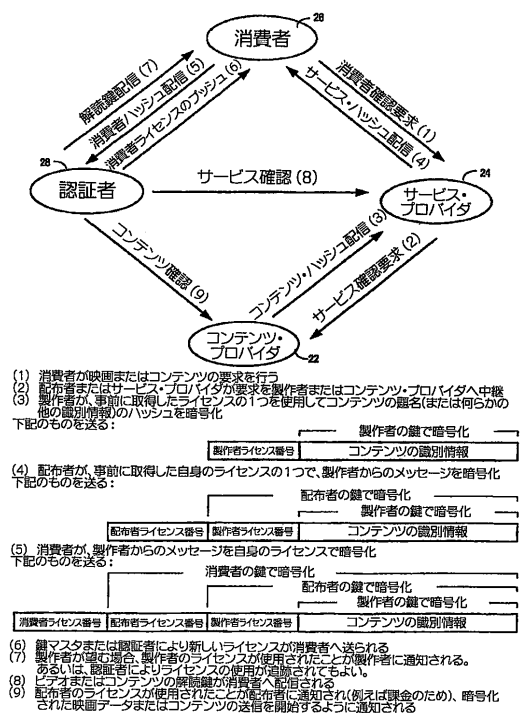 26
消費者
解読鍵配信(7)
消費者ハッシュ配信(5)
消費者ライセンスのプッシュ(6)
消費者確認要求(1)
サービス・ハッシュ配信(4)
28
認証者
サービス確認(8)
24
サービス・
プロバイダ
コンテンツ確認(9)
コンテンツ・ハッシュ配信(3)
サービス確認要求(2)
コンテンツ・
プロバイダ
22
(1) 消費者が映画またはコンテンツの要求を行う
(2) 配布者またはサービス・プロバイダが要求を製作者またはコンテンツ・プロバイダへ中継
(3) 製作者が、事前に取得したライセンスの1つを使用してコンテンツの題名(または何らかの
他の識別情報)のハッシュを暗号化
下記のものを送る:
製作者の鍵で暗号化
製作者ライセンス番号 コンテンツの識別情報
(4) 配布者が、事前に取得した自身のライセンスの1つで、製作者からのメッセージを暗号化
下記のものを送る:
配布者の鍵で暗号化
製作者の鍵で暗号化
配布者ライセンス番号 製作者ライセンス番号 コンテンツの識別情報
(5) 消費者が、製作者からのメッセージを自身のライセンスで暗号化
下記のものを送る:
消費者の鍵で暗号化
配布者の鍵で暗号化
製作者の鍵で暗号化
消費者ライセンス番号 配布者ライセンス番号 製作者ライセンス番号 コンテンツの識別情報
(6) 鍵マスタまたは認証者により新しいライセンスが消費者へ送られる
(7) 製作者が望む場合、製作者のライセンスが使用されたことが製作者に通知される。
あるいは、認証者によりライセンスの使用が追跡されてもよい。
(8) ビデオまたはコンテンツの解読鍵が消費者へ配信される
(9) 配布者のライセンスが使用されたことが配布者に通知され(例えば課金のため)、暗号化
された映画データまたはコンテンツの送信を開始するように通知される